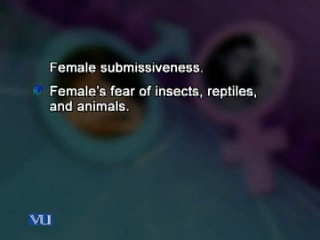 Female submissiveness.
Female's fear of insects, reptiles,
and animals.
VU